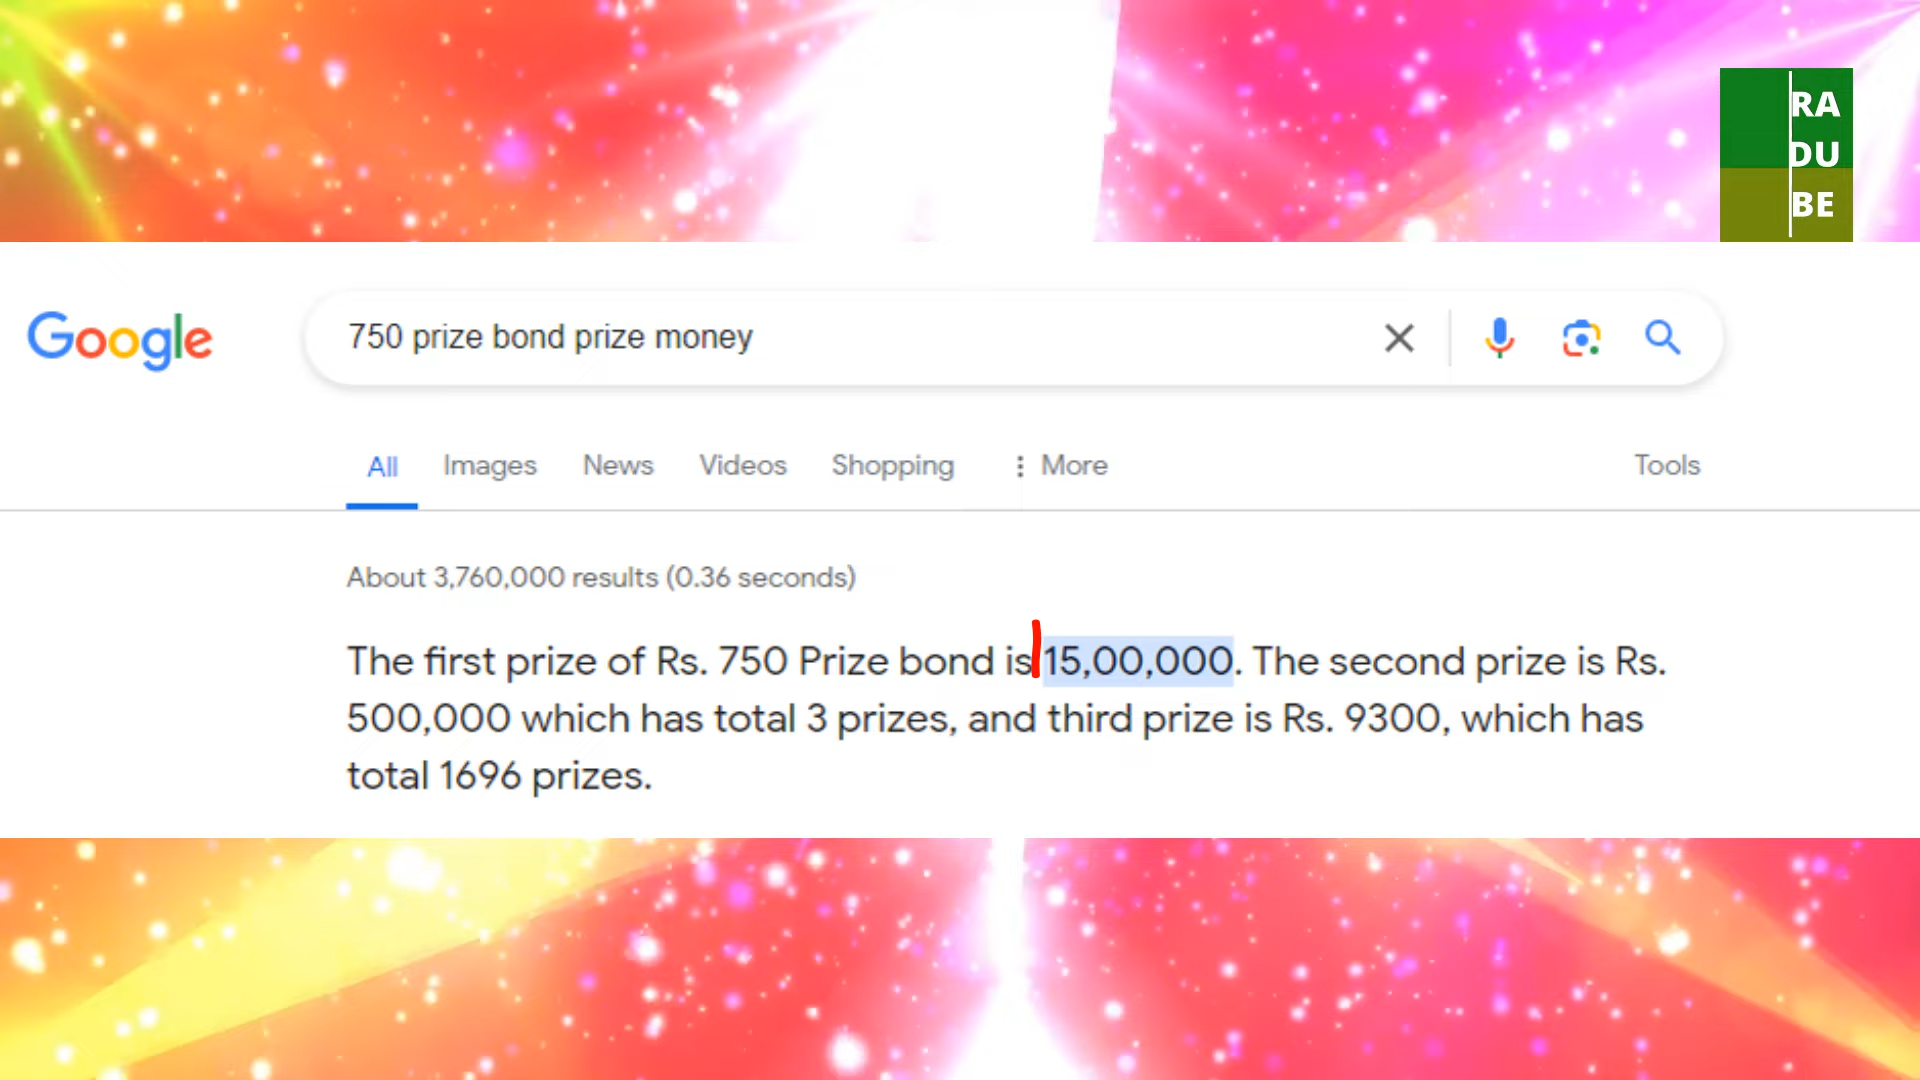 RA
DU
BE
Google
750 prize bond prize money
All Images News Videos Shopping More Tools
About 3,760,000 results (0.36 seconds)
The first prize of Rs. 750 Prize bond is 15,00,000. The second prize is Rs.
500,000 which has total 3 prizes, and third prize is Rs. 9300, which has
total 1696 prizes.